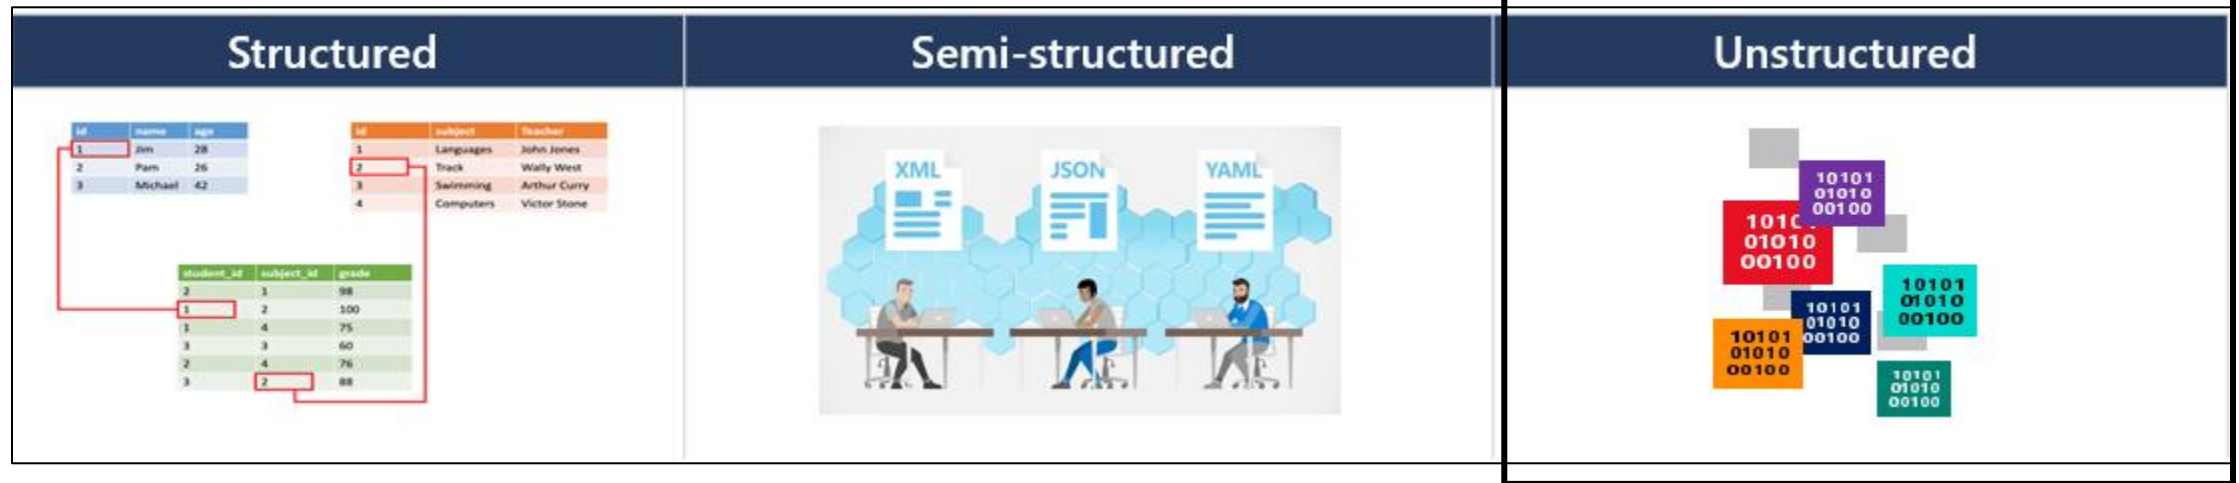 Structured
Semi-structured
Unstructured
id name age
1 Jim 28
2 Pam 26
3 Michael 42
id subject Teacher
1 Languages John Jones
2 Track Wally West
3 Swimming Arthur Curry
4 Computers Victor Stone
student_id subject_id grade
2 1 98
1 2 100
1 4 75
3 3 60
2 4 76
3 2 88
XML
JSON
YAML
10101
01010
00100
1010
01010
00100
10101
01010
00100
10101
01010
00100
10101
01010
00100
10101
01010
00100